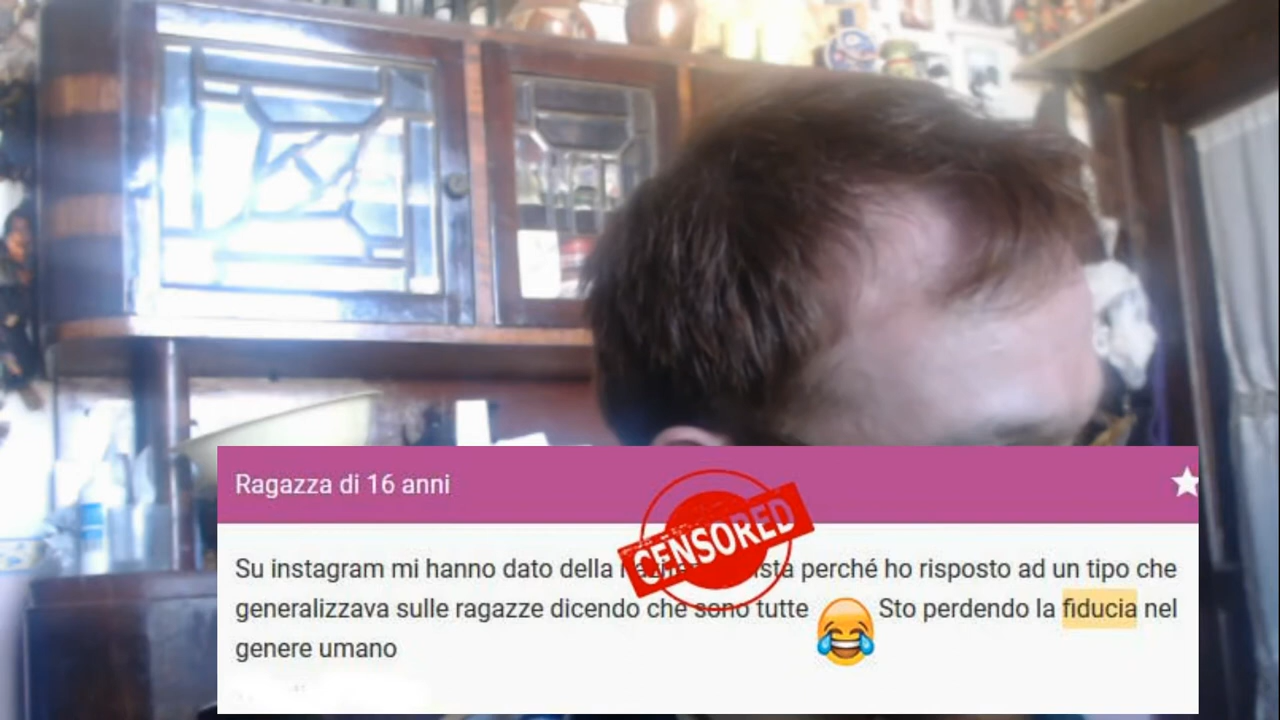 Ragazza di 16 anni
CENSORED
Su instagram mi hanno dato della ista perché ho risposto ad un tipo che
generalizzava sulle ragazze dicendo che sono tutte 😂 Sto perdendo la fiducia nel
genere umano